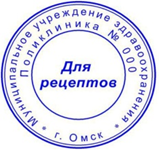 Муниципальное учреждение здравоохранения
Поликлиника № 000
Для
рецептов
* г. Омск *